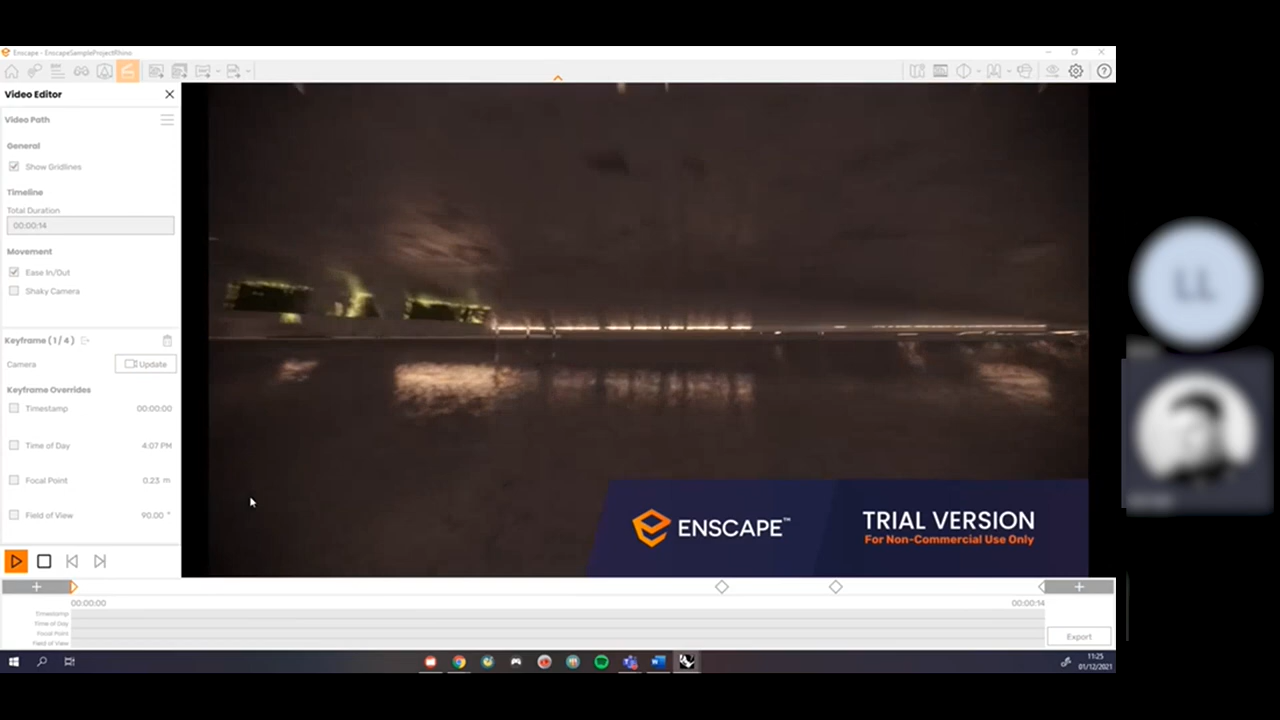 Enscape - EnscapeSampleProjectRhino
Video Editor
Video Path
General
Show Gridlines
Timeline
Total Duration
00:00:14
Movement
Ease In/Out
Shaky Camera
Keyframe (1 / 4)
Camera
Update
Keyframe Overrides
Timestamp 00:00:00
Time of Day 4:07 PM
Focal Point 0.23 m
Field of View 90.00 °
ENSCAPE™
TRIAL VERSION
For Non-Commercial Use Only
LL
00:00:00
00:00:14
Timestamp
Time of Day
Focal Point
Field of View
Export
11:25
01/12/2021